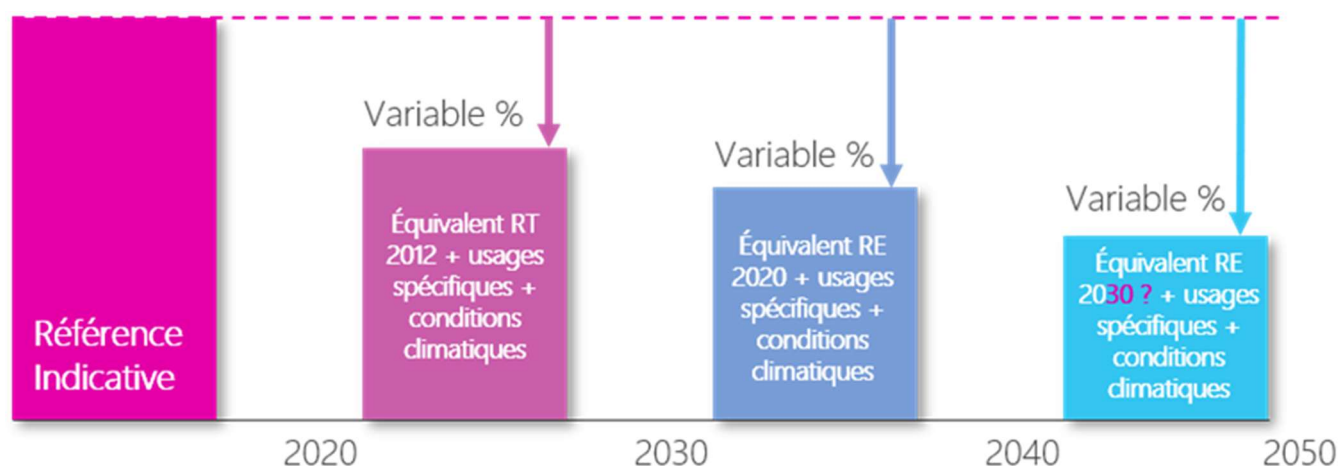 Variable %
Variable %
Variable %
Référence
Indicative
Équivalent RT
2012 + usages
spécifiques +
conditions
climatiques
Équivalent RE
2020 + usages
spécifiques +
conditions
climatiques
Équivalent RE
2030 ? + usages
spécifiques +
conditions
climatiques
2020
2030
2040
2050